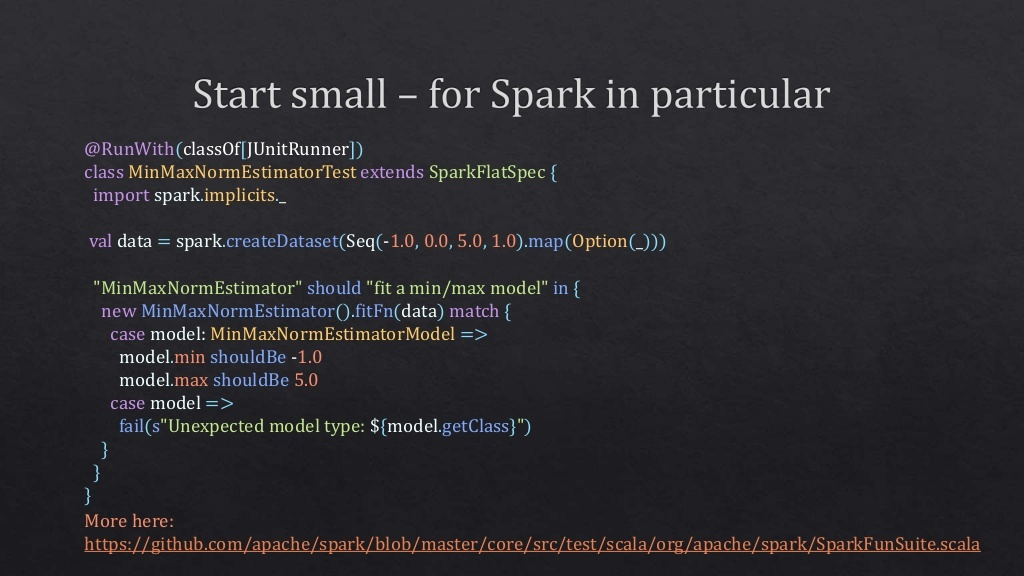 Start small – for Spark in particular
@RunWith(classOf[JUnitRunner])
class MinMaxNormEstimatorTest extends SparkFlatSpec {
import spark.implicits._
val data = spark.createDataset(Seq(-1.0, 0.0, 5.0, 1.0).map(Option(_)))
"MinMaxNormEstimator" should "fit a min/max model" in {
new MinMaxNormEstimator().fitFn(data) match {
case model: MinMaxNormEstimatorModel =>
model.min shouldBe -1.0
model.max shouldBe 5.0
case model =>
fail(s"Unexpected model type: ${model.getClass}")
}
}
}
More here:
https://github.com/apache/spark/blob/master/core/src/test/scala/org/apache/spark/SparkFunSuite.scala